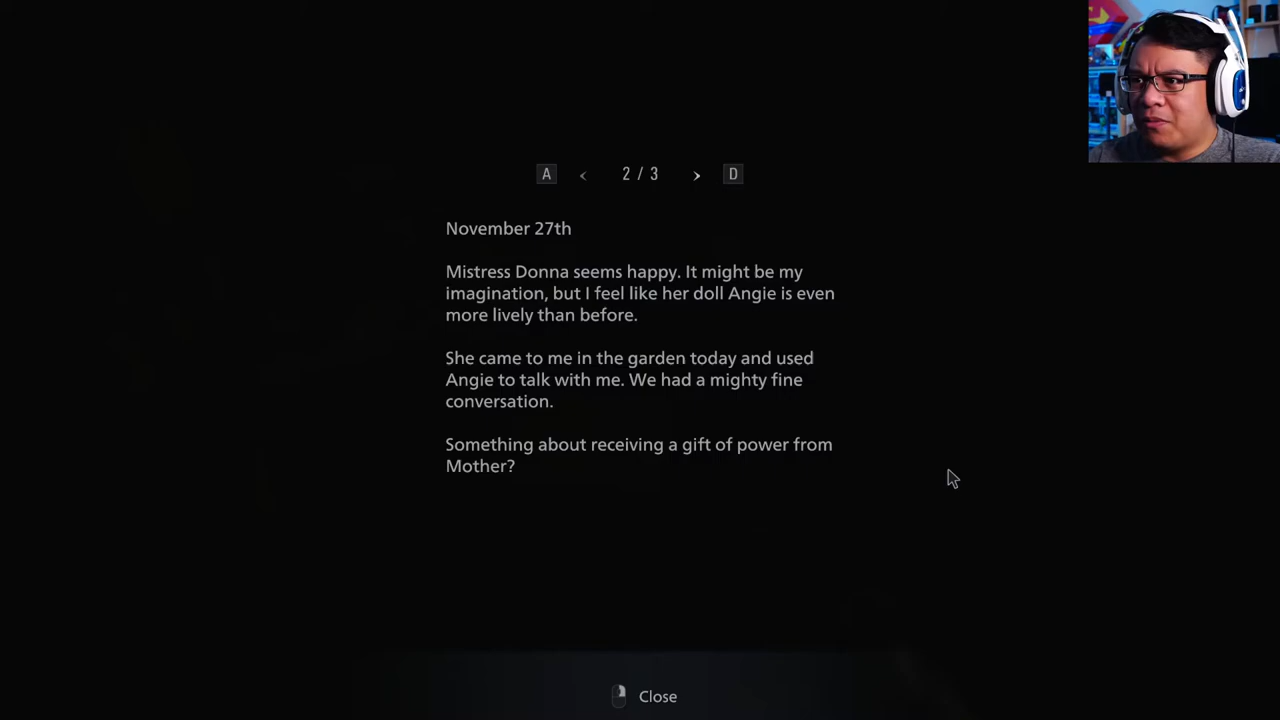 A < 2 / 3 > D
November 27th
Mistress Donna seems happy. It might be my
imagination, but I feel like her doll Angie is even
more lively than before.
She came to me in the garden today and used
Angie to talk with me. We had a mighty fine
conversation.
Something about receiving a gift of power from
Mother?
Close